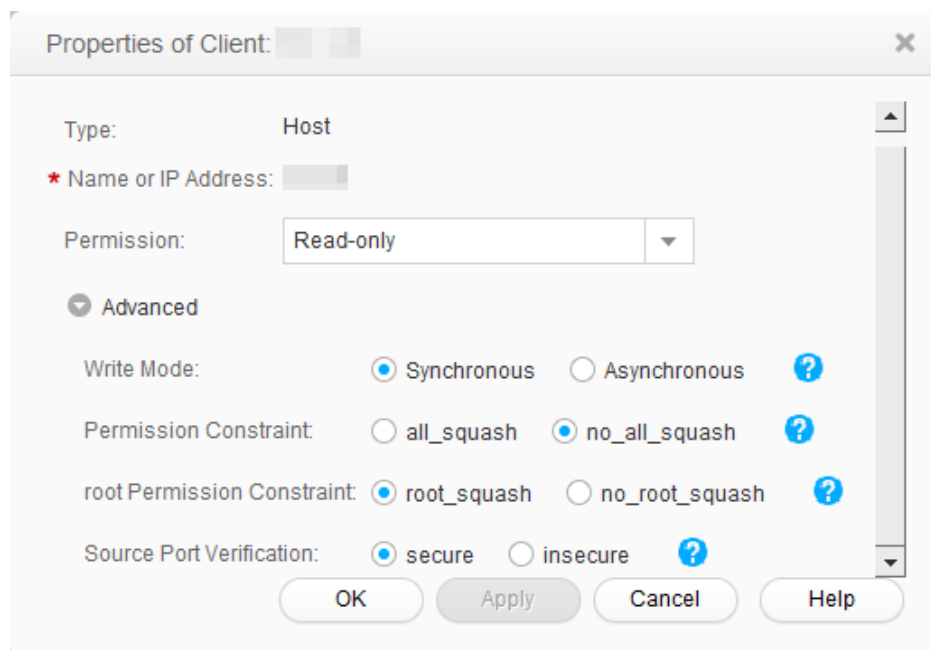 Properties of Client:
Type: Host
* Name or IP Address:
Permission: Read-only
Advanced
Write Mode: Synchronous Asynchronous ?
Permission Constraint: all_squash no_all_squash ?
root Permission Constraint: root_squash no_root_squash ?
Source Port Verification: secure insecure ?
OK Apply Cancel Help